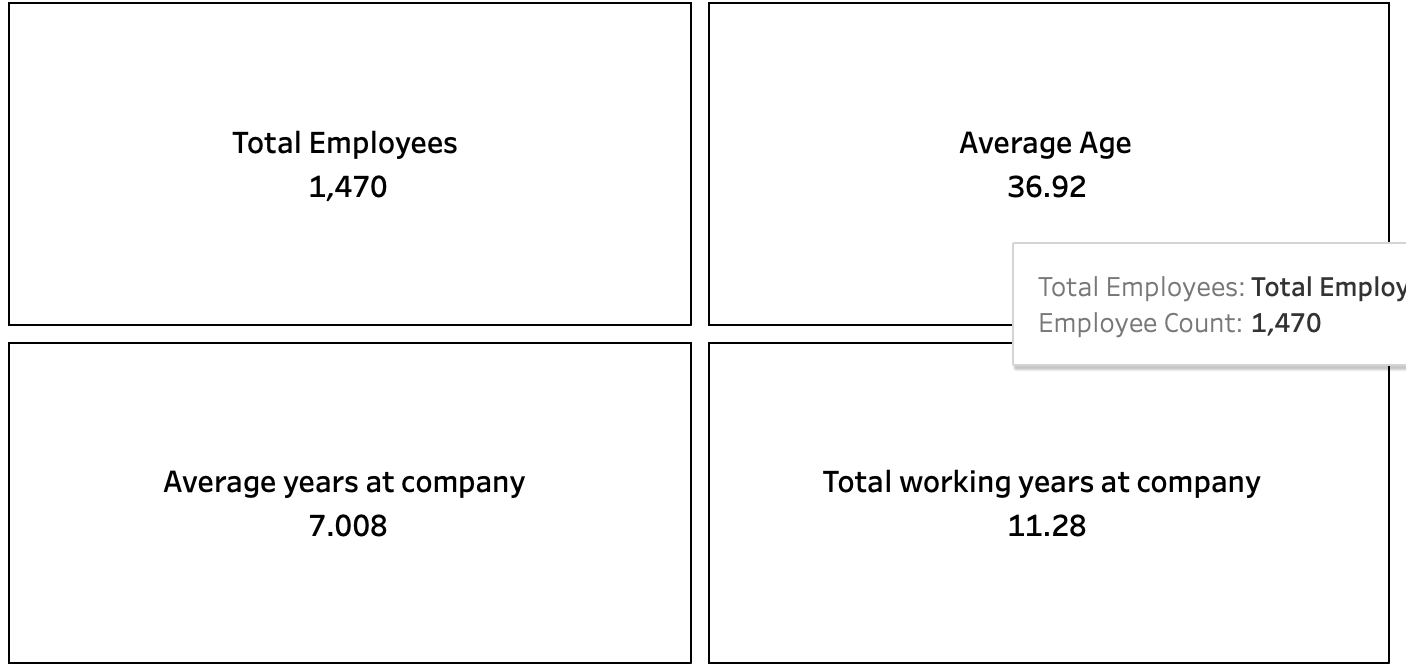 Total Employees
1,470
Average Age
36.92
Total Employees: Total Employ
Employee Count: 1,470
Average years at company
7.008
Total working years at company
11.28